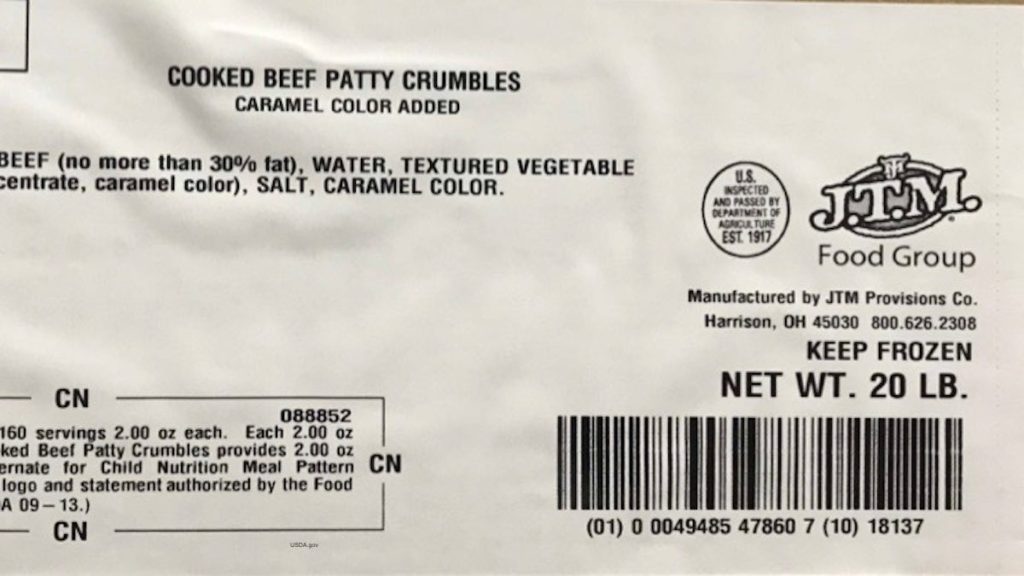 COOKED BEEF PATTY CRUMBLES
CARAMEL COLOR ADDED
BEEF (no more than 30% fat), WATER, TEXTURED VEGETABLE
centrate, caramel color), SALT, CARAMEL COLOR.
U.S.
INSPECTED
AND PASSED BY
DEPARTMENT OF
AGRICULTURE
EST. 1917
J.T.M.
Food Group
Manufactured by JTM Provisions Co.
Harrison, OH 45030 800.626.2308
KEEP FROZEN
NET WT. 20 LB.
(01) 0 0049485 47860 7 (10) 18137
CN
088852
160 servings 2.00 oz each. Each 2.00 oz
ked Beef Patty Crumbles provides 2.00 oz
ernate for Child Nutrition Meal Pattern
CN
logo and statement authorized by the Food
A 09–13.)
CN
USDA.gov